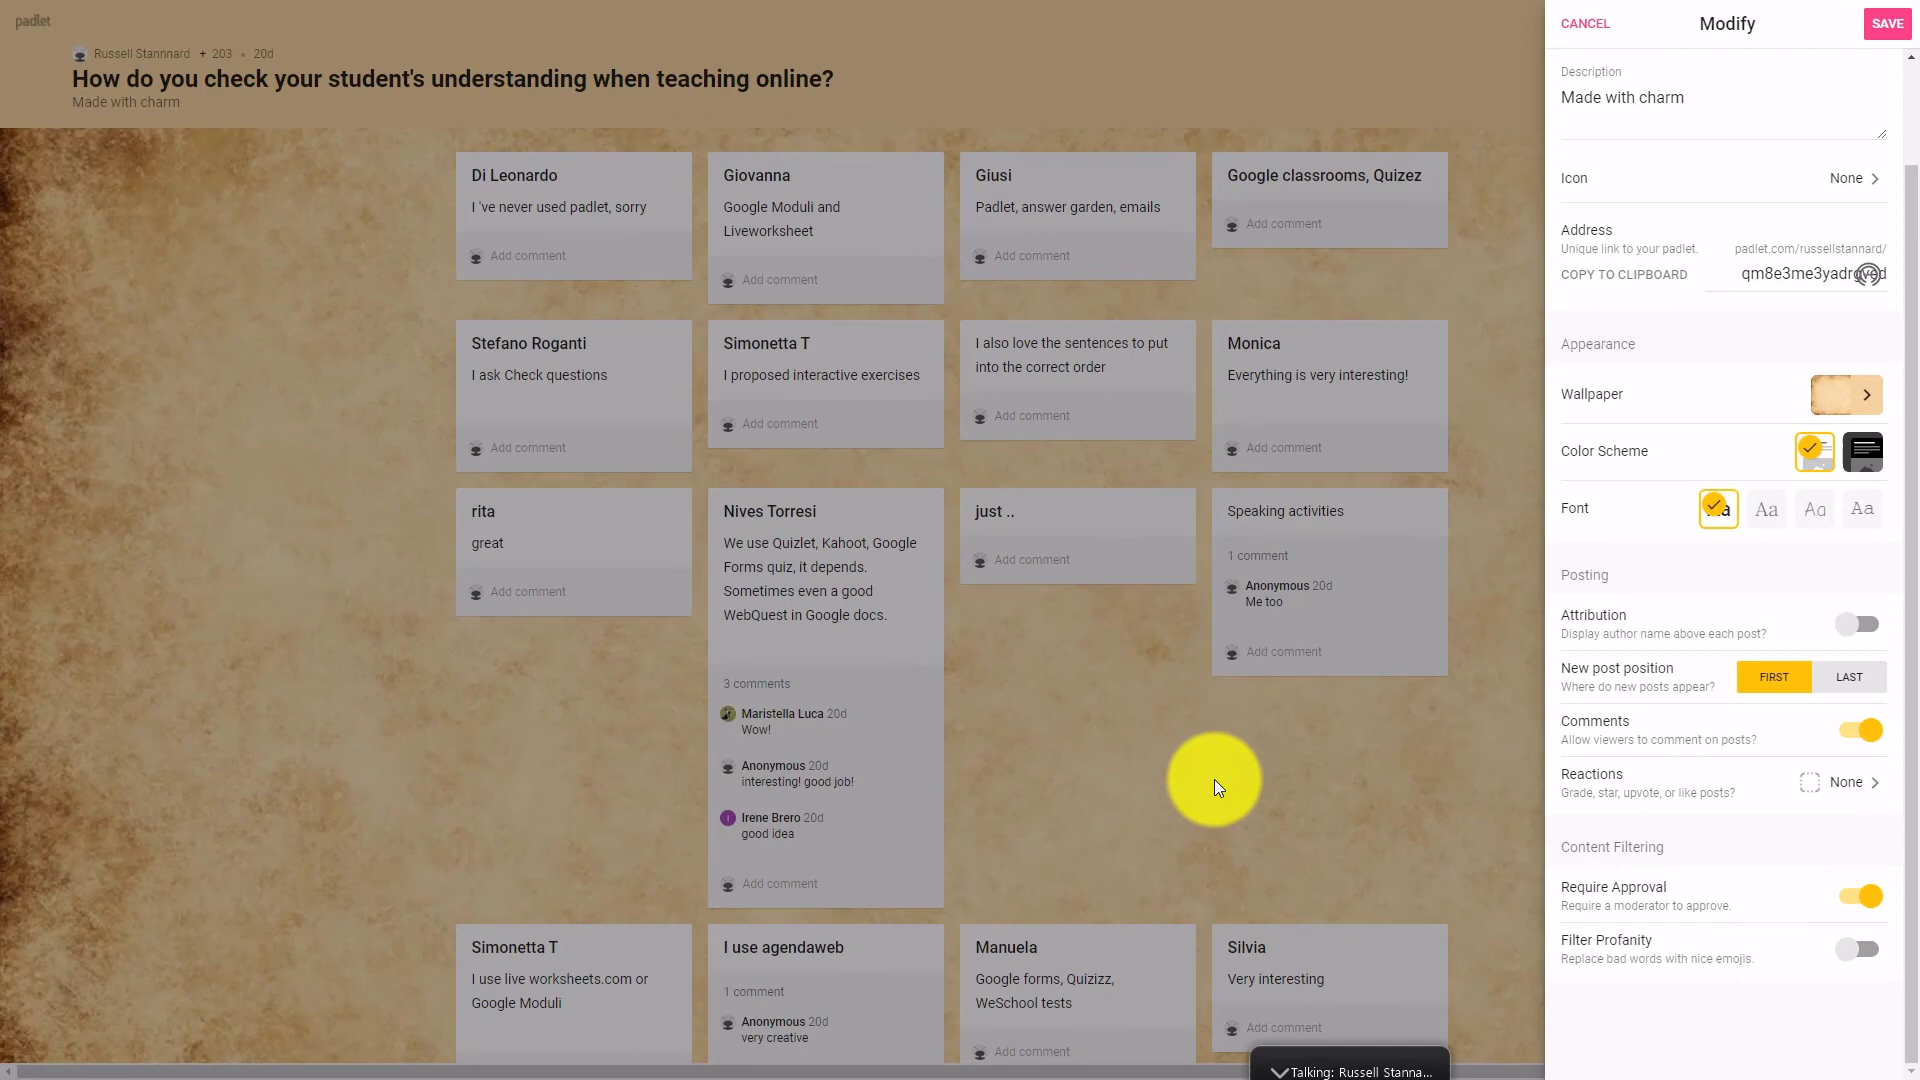 padlet
Russell Stannnard + 203 • 20d
How do you check your student's understanding when teaching online?
Made with charm
Di Leonardo
I 've never used padlet, sorry
Add comment
Giovanna
Google Moduli and
Liveworksheet
Add comment
Giusi
Padlet, answer garden, emails
Add comment
Google classrooms, Quizez
Add comment
Stefano Roganti
I ask Check questions
Add comment
Simonetta T
I proposed interactive exercises
Add comment
I also love the sentences to put
into the correct order
Add comment
Monica
Everything is very interesting!
Add comment
rita
great
Add comment
Nives Torresi
We use Quizlet, Kahoot, Google
Forms quiz, it depends.
Sometimes even a good
WebQuest in Google docs.
3 comments
Maristella Luca 20d
Wow!
Anonymous 20d
interesting! good job!
Irene Brero 20d
good idea
Add comment
just ..
Add comment
Speaking activities
1 comment
Anonymous 20d
Me too
Add comment
Simonetta T
I use live worksheets.com or
Google Moduli
I use agendaweb
1 comment
Anonymous 20d
very creative
Manuela
Google forms, Quizizz,
WeSchool tests
Add comment
Silvia
Very interesting
Add comment
Talking: Russell Stanna...
CANCEL
Modify
SAVE
Description
Made with charm
Icon
None
Address
Unique link to your padlet.
padlet.com/russellstannard/
COPY TO CLIPBOARD
Appearance
Wallpaper
Color Scheme
Font
Aa Aa Aa
Posting
Attribution
Display author name above each post?
New post position
Where do new posts appear?
FIRST
LAST
Comments
Allow viewers to comment on posts?
Reactions
Grade, star, upvote, or like posts?
None
Content Filtering
Require Approval
Require a moderator to approve.
Filter Profanity
Replace bad words with nice emojis.